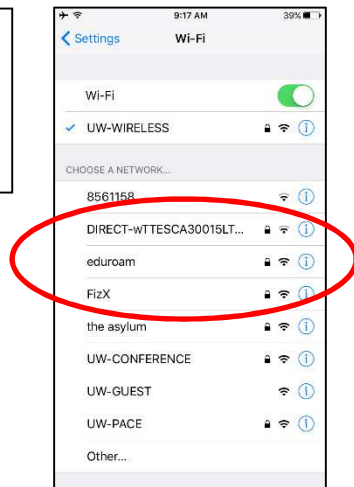 9:17 AM 39%
Settings Wi-Fi
Wi-Fi
UW-WIRELESS
CHOOSE A NETWORK...
8561158
DIRECT-wTTESCA30015LT...
eduroam
FizX
the asylum
UW-CONFERENCE
UW-GUEST
UW-PACE
Other...